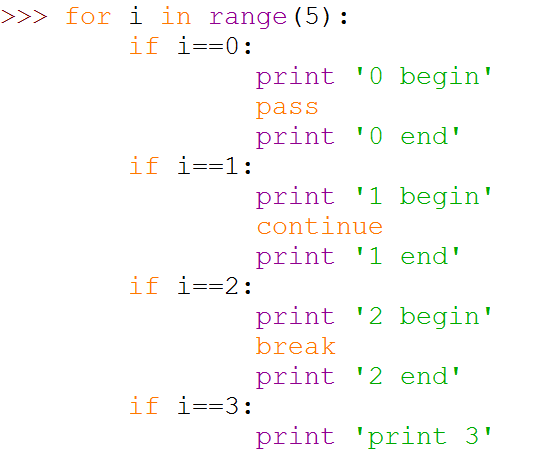 >>> for i in range(5):
        if i==0:
                print '0 begin'
                pass
                print '0 end'
        if i==1:
                print '1 begin'
                continue
                print '1 end'
        if i==2:
                print '2 begin'
                break
                print '2 end'
        if i==3:
                print 'print 3'